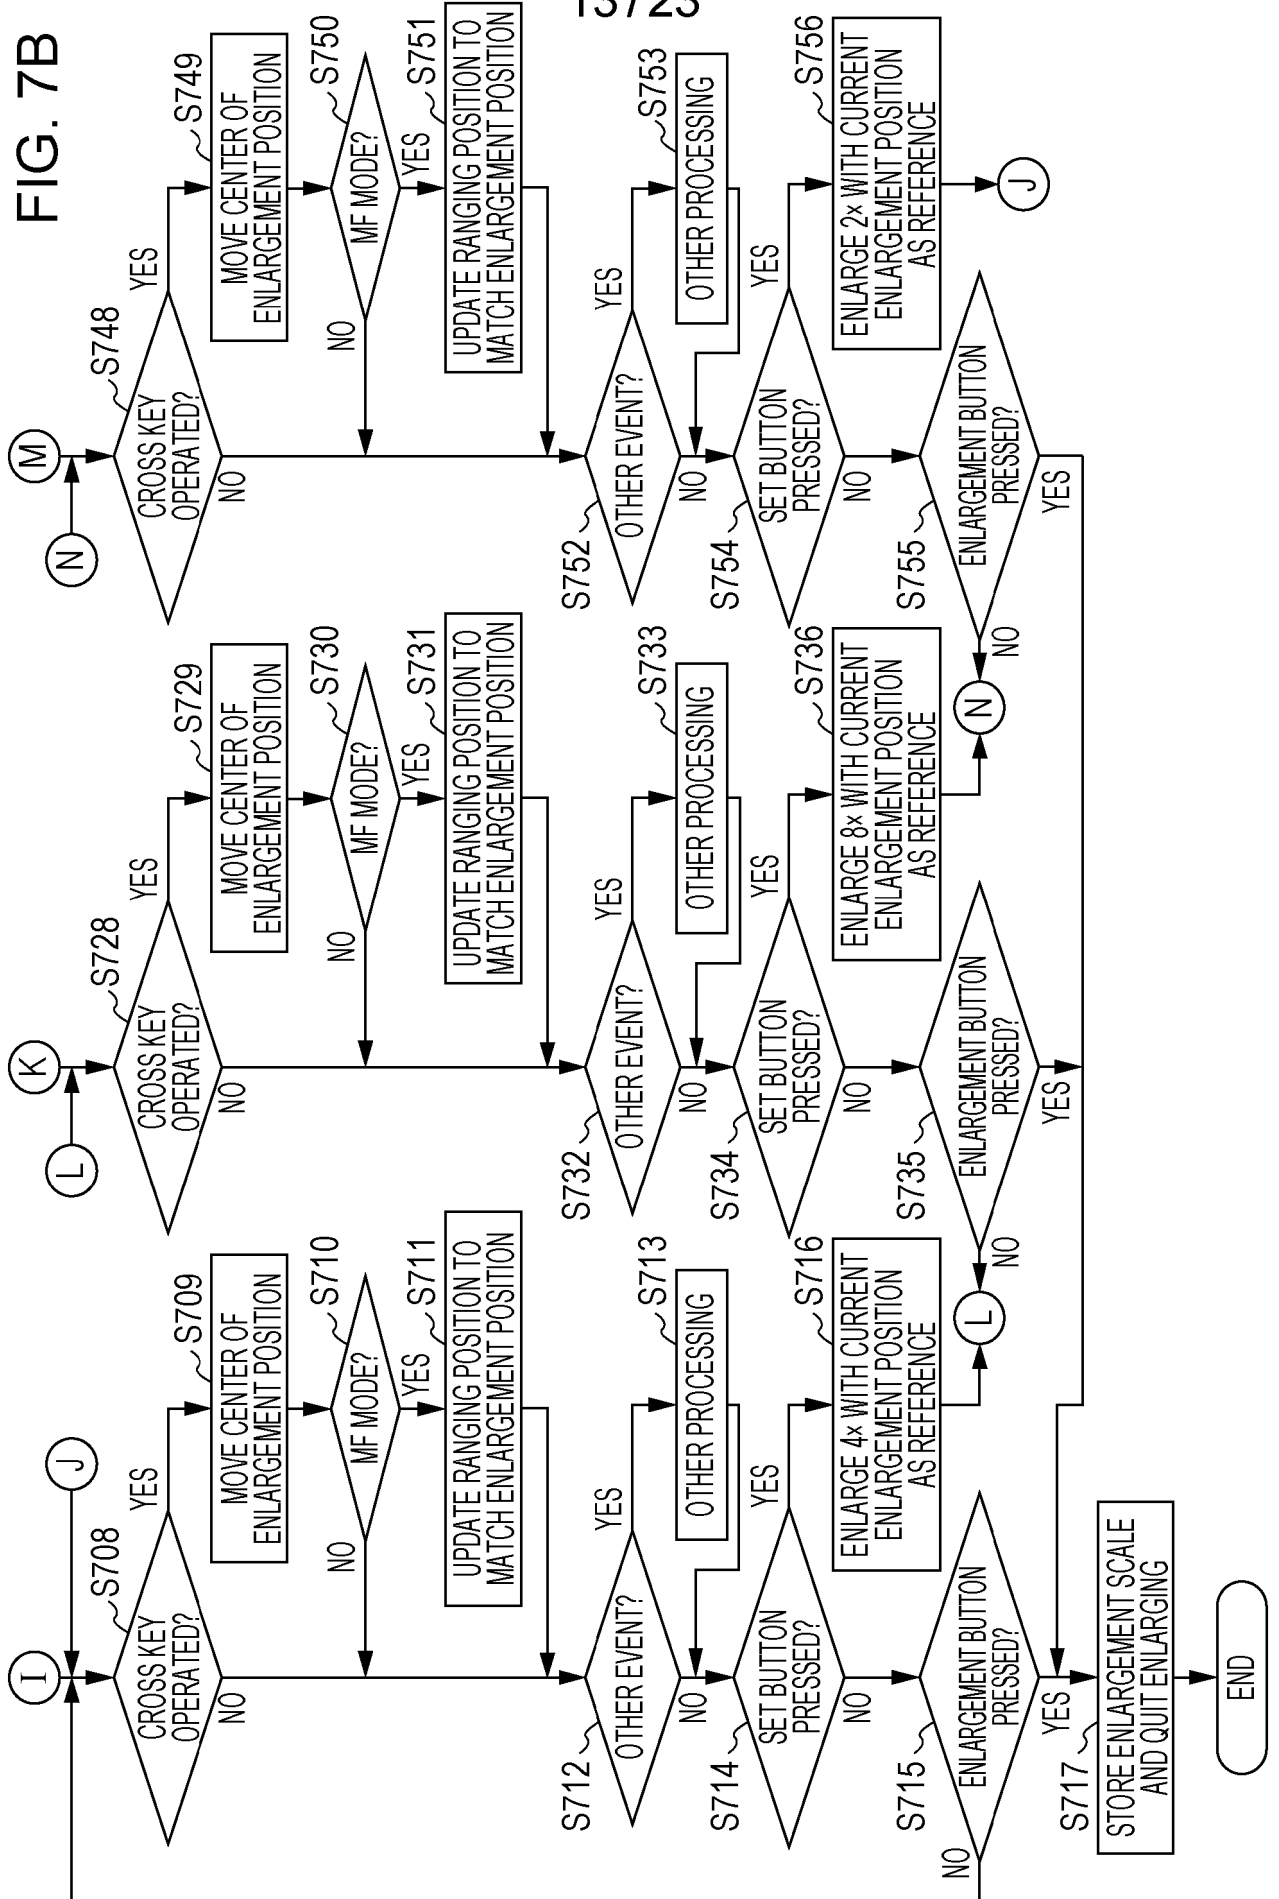 13 / 23
FIG. 7B
I
J
S708
CROSS KEY
OPERATED?
YES
NO
S709
MOVE CENTER OF
ENLARGEMENT POSITION
S710
MF MODE?
NO
YES
S711
UPDATE RANGING POSITION TO
MATCH ENLARGEMENT POSITION
S712
OTHER EVENT?
YES
NO
S713
OTHER PROCESSING
S714
SET BUTTON
PRESSED?
YES
NO
S716
ENLARGE 4× WITH CURRENT
ENLARGEMENT POSITION
AS REFERENCE
L
S715
ENLARGEMENT BUTTON
PRESSED?
NO
YES
S717
STORE ENLARGEMENT SCALE
AND QUIT ENLARGING
END
K
L
S728
CROSS KEY
OPERATED?
YES
NO
S729
MOVE CENTER OF
ENLARGEMENT POSITION
S730
MF MODE?
NO
YES
S731
UPDATE RANGING POSITION TO
MATCH ENLARGEMENT POSITION
S732
OTHER EVENT?
YES
NO
S733
OTHER PROCESSING
S734
SET BUTTON
PRESSED?
YES
NO
S736
ENLARGE 8× WITH CURRENT
ENLARGEMENT POSITION
AS REFERENCE
N
S735
ENLARGEMENT BUTTON
PRESSED?
NO
YES
M
N
S748
CROSS KEY
OPERATED?
YES
NO
S749
MOVE CENTER OF
ENLARGEMENT POSITION
S750
MF MODE?
NO
YES
S751
UPDATE RANGING POSITION TO
MATCH ENLARGEMENT POSITION
S752
OTHER EVENT?
YES
NO
S753
OTHER PROCESSING
S754
SET BUTTON
PRESSED?
YES
NO
S756
ENLARGE 2× WITH CURRENT
ENLARGEMENT POSITION
AS REFERENCE
J
S755
ENLARGEMENT BUTTON
PRESSED?
NO
YES